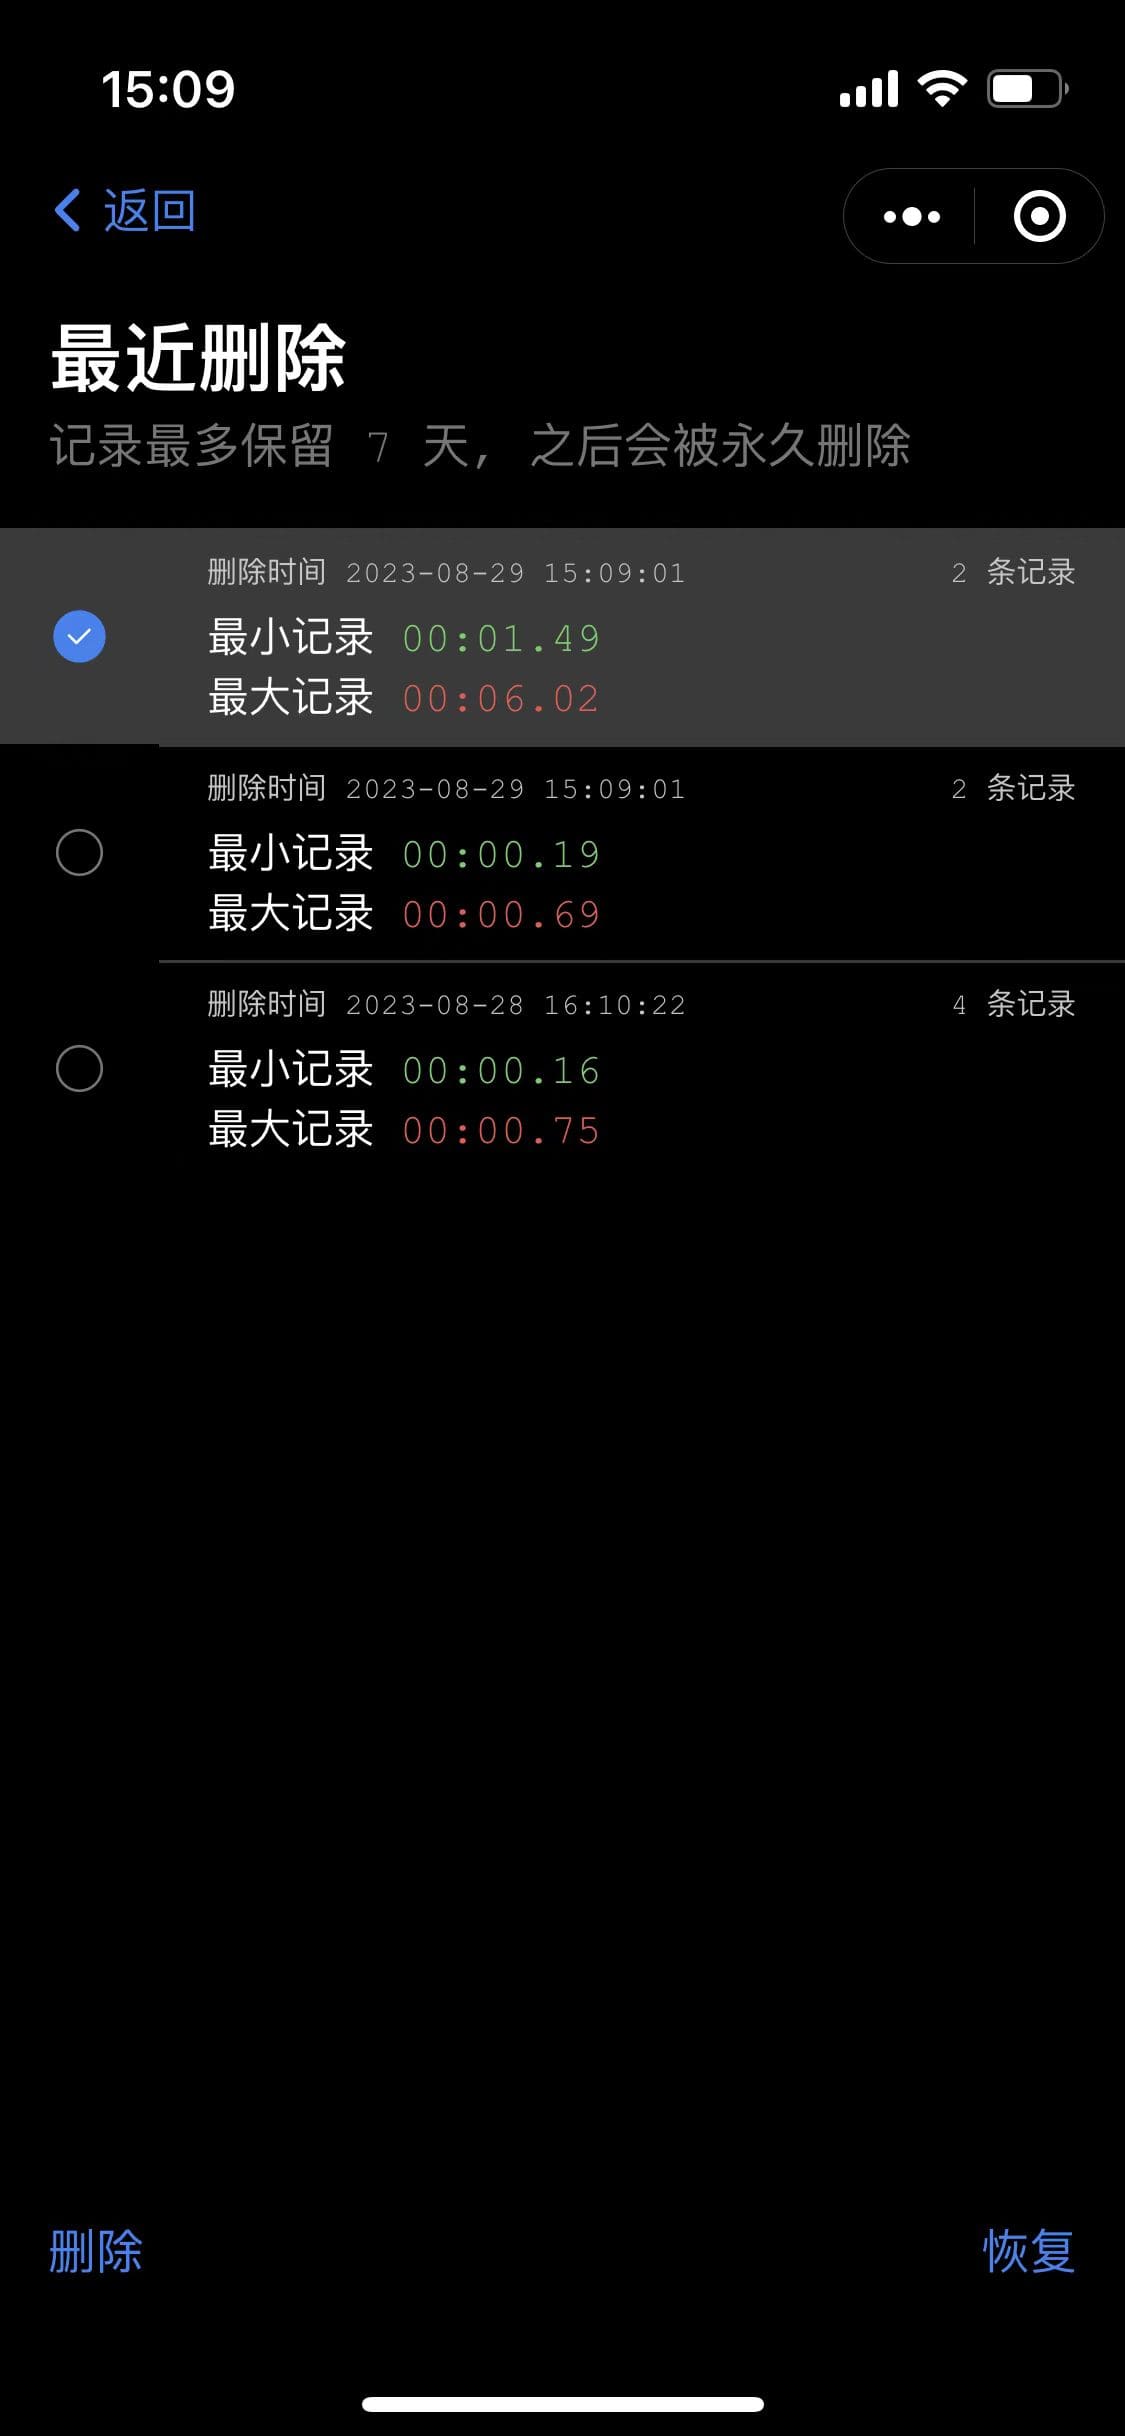 15:09
返回
最近删除
记录最多保留 7 天, 之后会被永久删除
删除时间 2023-08-29 15:09:01 2 条记录
最小记录 00:01.49
最大记录 00:06.02
删除时间 2023-08-29 15:09:01 2 条记录
最小记录 00:00.19
最大记录 00:00.69
删除时间 2023-08-28 16:10:22 4 条记录
最小记录 00:00.16
最大记录 00:00.75
删除 恢复